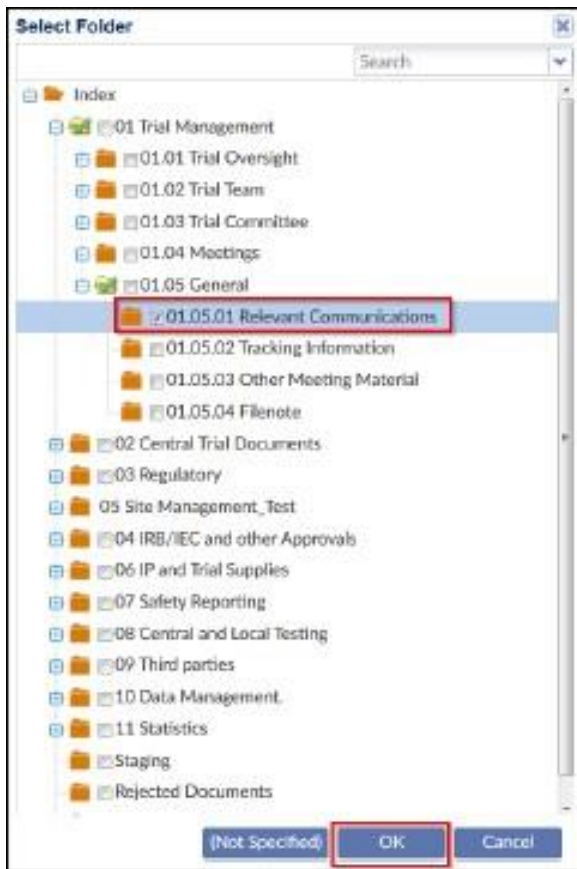 Select Folder
Search
Index
01 Trial Management
01.01 Trial Oversight
01.02 Trial Team
01.03 Trial Committee
01.04 Meetings
01.05 General
01.05.01 Relevant Communications
01.05.02 Tracking Information
01.05.03 Other Meeting Material
01.05.04 Filenote
02 Central Trial Documents
03 Regulatory
05 Site Management_Test
04 IRB/IEC and other Approvals
06 IP and Trial Supplies
07 Safety Reporting
08 Central and Local Testing
09 Third parties
10 Data Management.
11 Statistics
Staging
Rejected Documents
(Not Specified) OK Cancel